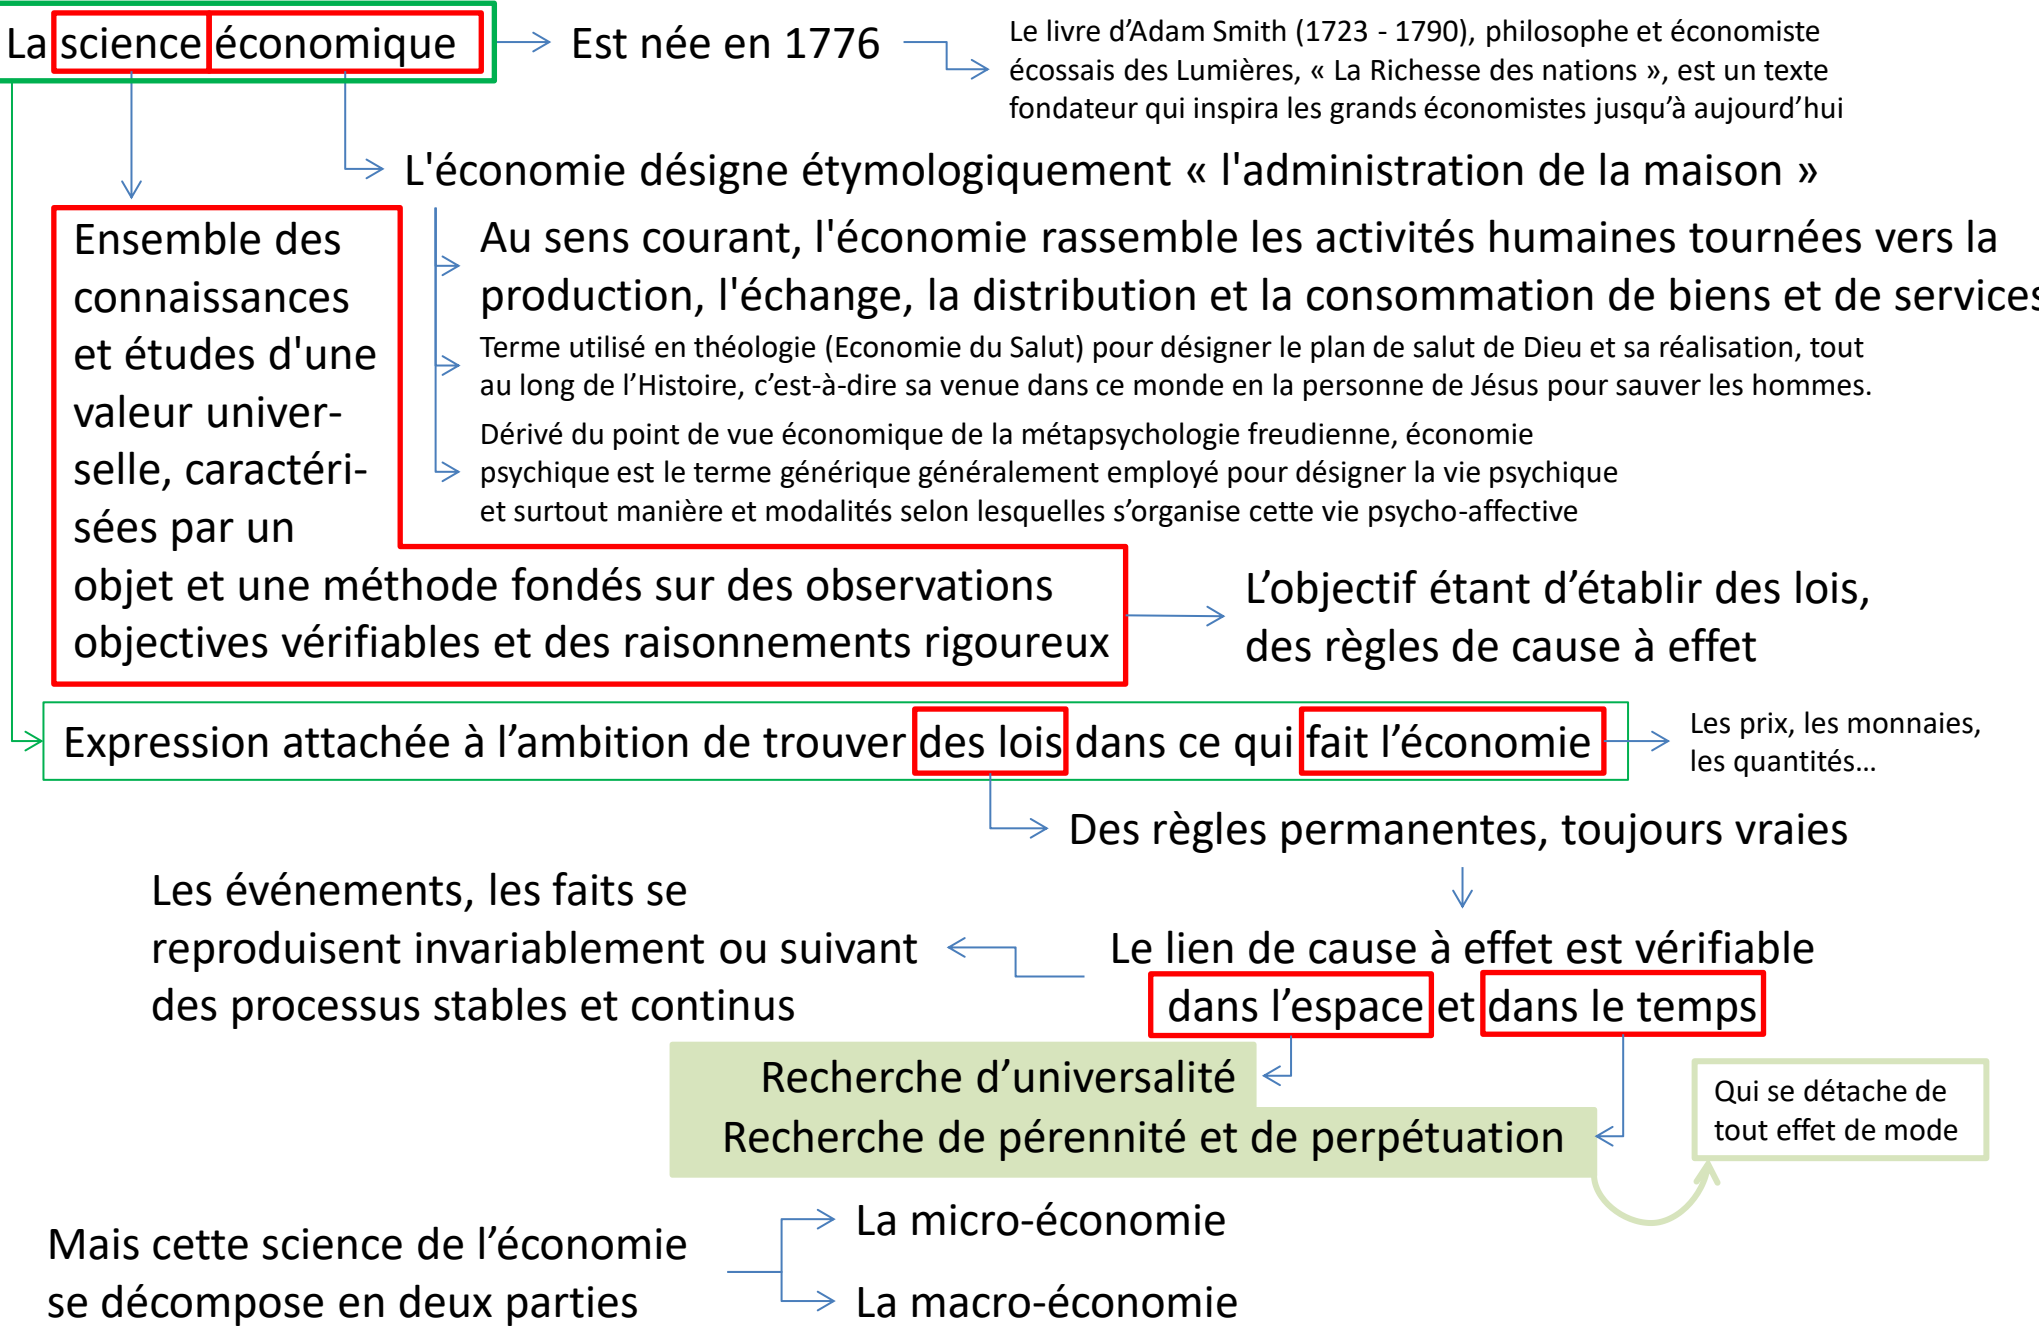 La science économique
Est née en 1776
Le livre d’Adam Smith (1723 - 1790), philosophe et économiste
écossais des Lumières, « La Richesse des nations », est un texte
fondateur qui inspira les grands économistes jusqu’à aujourd’hui
L'économie désigne étymologiquement « l'administration de la maison »
Au sens courant, l'économie rassemble les activités humaines tournées vers la
production, l'échange, la distribution et la consommation de biens et de services
Terme utilisé en théologie (Economie du Salut) pour désigner le plan de salut de Dieu et sa réalisation, tout
au long de l’Histoire, c’est-à-dire sa venue dans ce monde en la personne de Jésus pour sauver les hommes.
Dérivé du point de vue économique de la métapsychologie freudienne, économie
psychique est le terme générique généralement employé pour désigner la vie psychique
et surtout manière et modalités selon lesquelles s’organise cette vie psycho-affective
Ensemble des
connaissances
et études d'une
valeur univer-
selle, caractéri-
sées par un
objet et une méthode fondés sur des observations
objectives vérifiables et des raisonnements rigoureux
L’objectif étant d’établir des lois,
des règles de cause à effet
Expression attachée à l’ambition de trouver des lois dans ce qui fait l’économie
Les prix, les monnaies,
les quantités…
Des règles permanentes, toujours vraies
Le lien de cause à effet est vérifiable
dans l’espace et dans le temps
Les événements, les faits se
reproduisent invariablement ou suivant
des processus stables et continus
Recherche d’universalité
Recherche de pérennité et de perpétuation
Qui se détache de
tout effet de mode
Mais cette science de l’économie
se décompose en deux parties
La micro-économie
La macro-économie